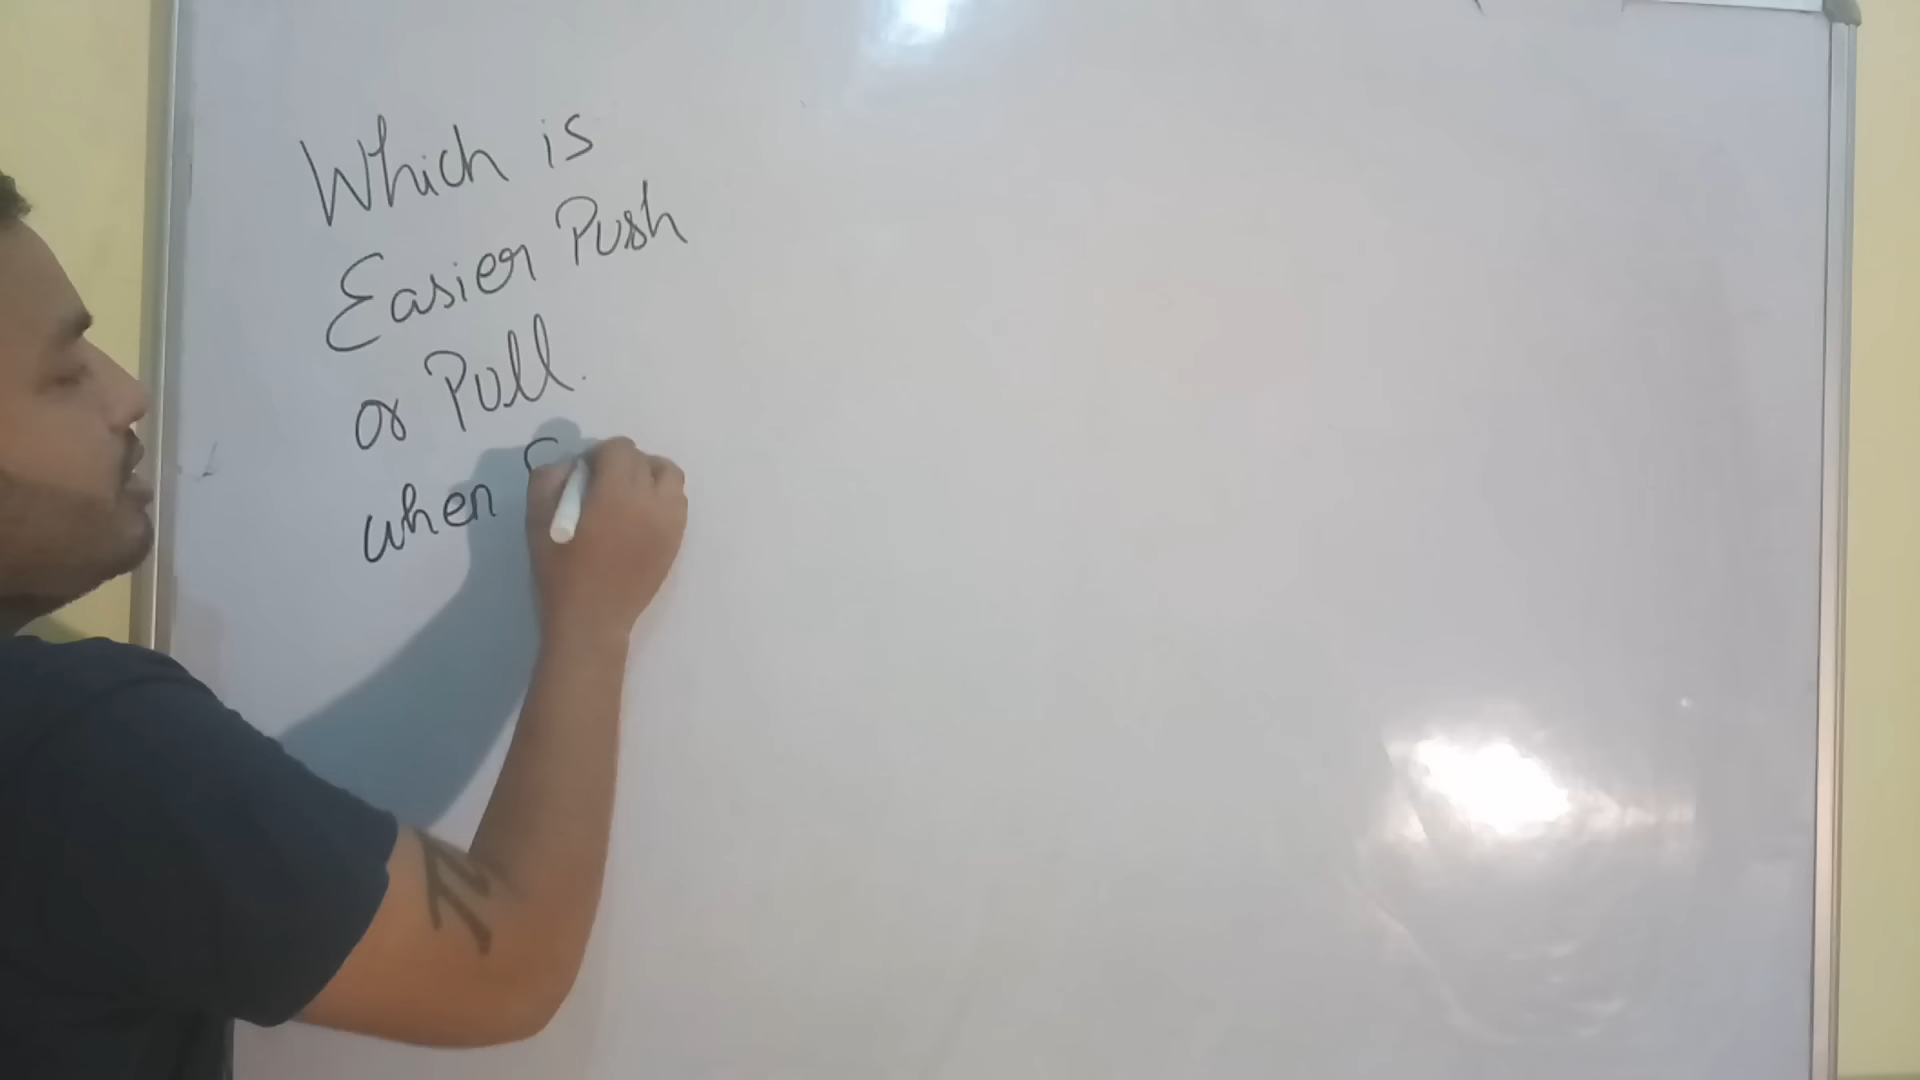 Which is
Easier Push
or Pull.
when